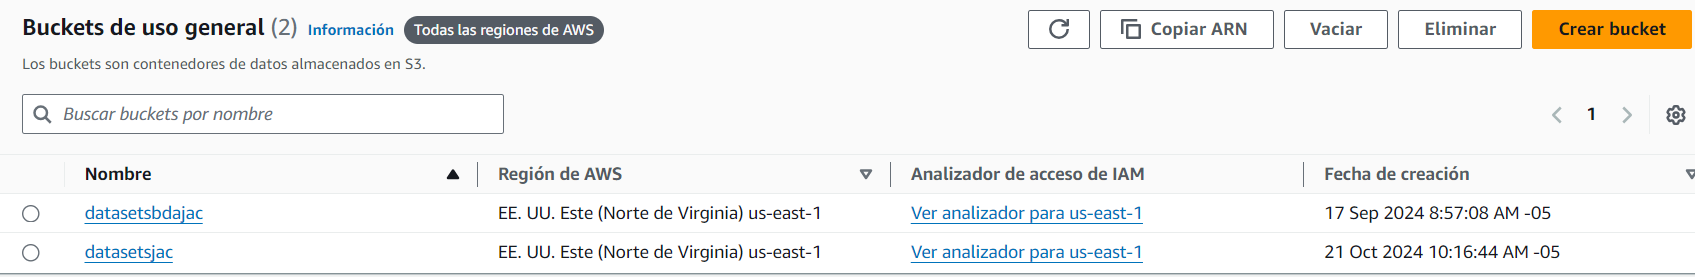 Buckets de uso general (2) Información Todas las regiones de AWS
Copiar ARN Vaciar Eliminar Crear bucket
Los buckets son contenedores de datos almacenados en S3.
Buscar buckets por nombre
1
Nombre Región de AWS Analizador de acceso de IAM Fecha de creación
datasetsbdajac EE. UU. Este (Norte de Virginia) us-east-1 Ver analizador para us-east-1 17 Sep 2024 8:57:08 AM -05
datasetsjac EE. UU. Este (Norte de Virginia) us-east-1 Ver analizador para us-east-1 21 Oct 2024 10:16:44 AM -05